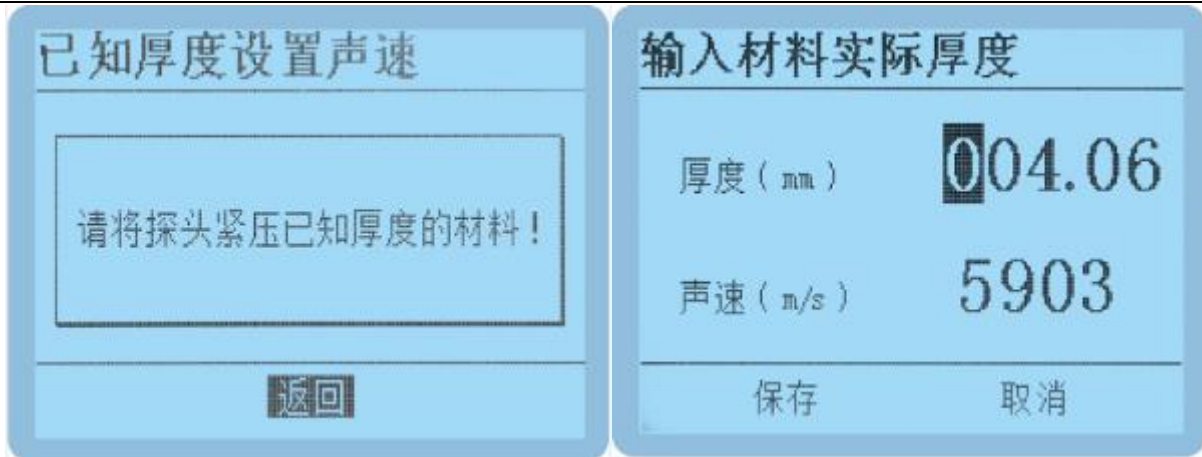 已知厚度设置声速
请将探头紧压已知厚度的材料！
返回
输入材料实际厚度
厚度（mm） 004.06
声速（m/s） 5903
保存 取消